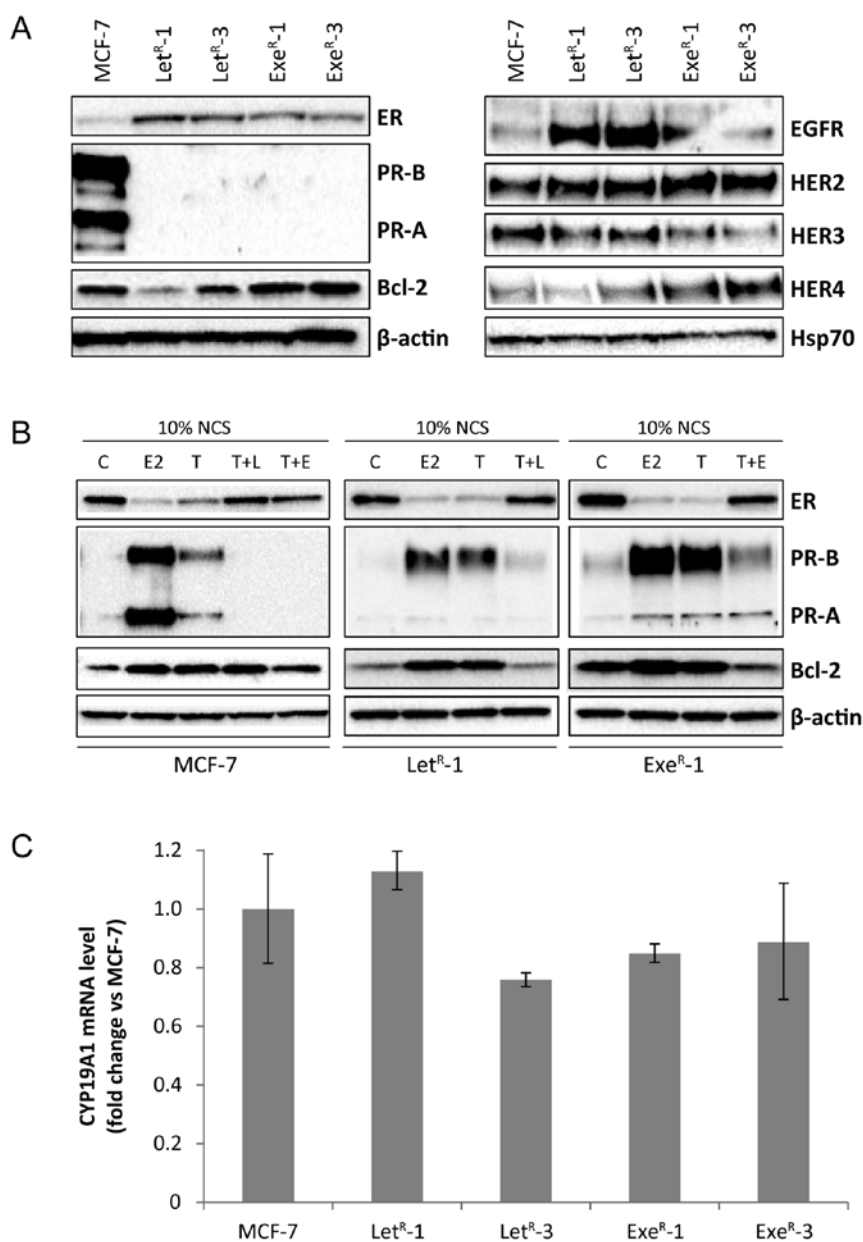 A
MCF-7 Letᴿ-1 Letᴿ-3 Exeᴿ-1 Exeᴿ-3
ER
PR-B
PR-A
Bcl-2
β-actin
MCF-7 Letᴿ-1 Letᴿ-3 Exeᴿ-1 Exeᴿ-3
EGFR
HER2
HER3
HER4
Hsp70
B
10% NCS 10% NCS 10% NCS
C E2 T T+L T+E C E2 T T+L C E2 T T+E
ER
PR-B
PR-A
Bcl-2
β-actin
MCF-7 Letᴿ-1 Exeᴿ-1
C
CYP19A1 mRNA level
(fold change vs MCF-7)
1.2
1.0
0.8
0.6
0.4
0.2
0
MCF-7 Letᴿ-1 Letᴿ-3 Exeᴿ-1 Exeᴿ-3